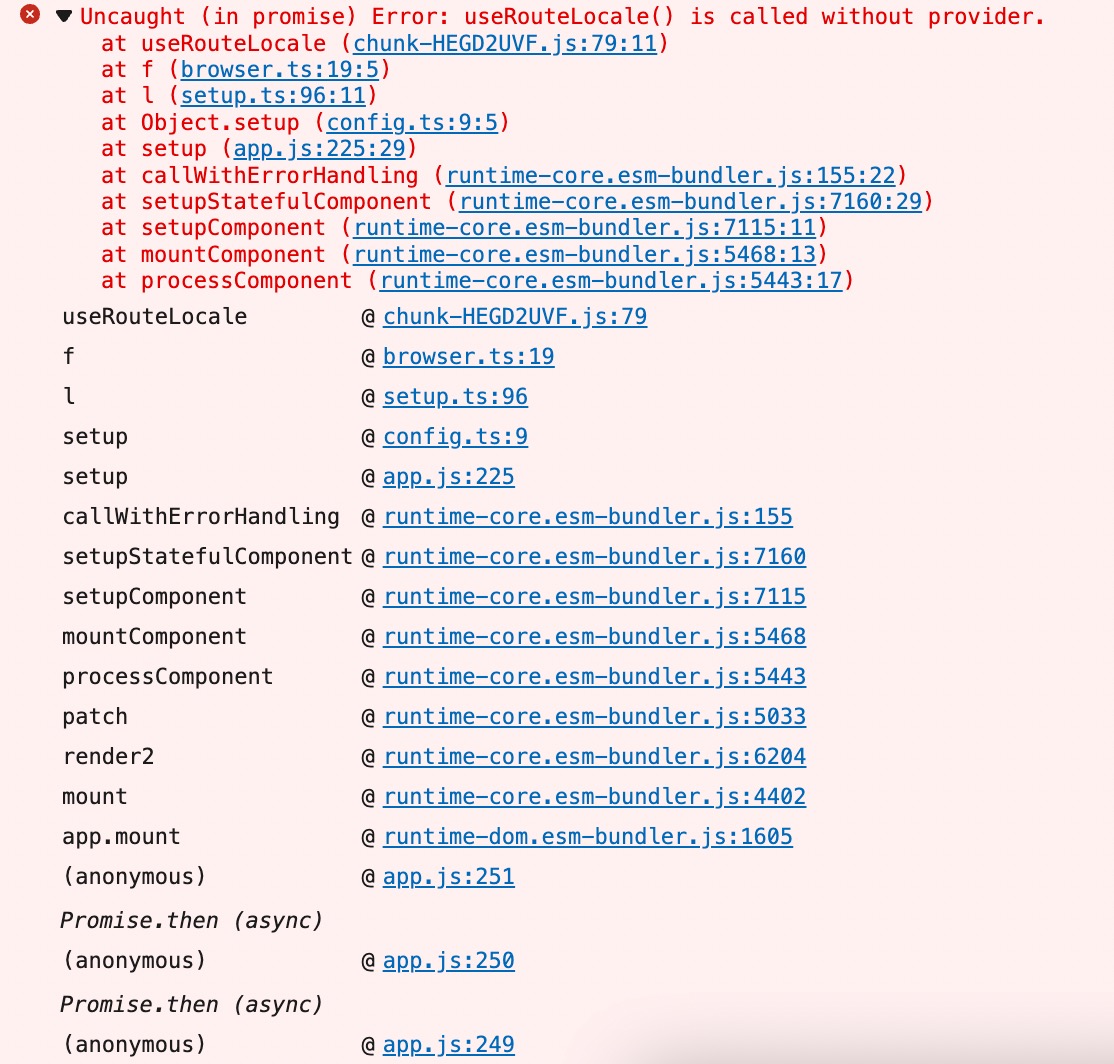 Uncaught (in promise) Error: useRouteLocale() is called without provider.
at useRouteLocale (chunk-HEGD2UVF.js:79:11)
at f (browser.ts:19:5)
at l (setup.ts:96:11)
at Object.setup (config.ts:9:5)
at setup (app.js:225:29)
at callWithErrorHandling (runtime-core.esm-bundler.js:155:22)
at setupStatefulComponent (runtime-core.esm-bundler.js:7160:29)
at setupComponent (runtime-core.esm-bundler.js:7115:11)
at mountComponent (runtime-core.esm-bundler.js:5468:13)
at processComponent (runtime-core.esm-bundler.js:5443:17)
useRouteLocale @ chunk-HEGD2UVF.js:79
f @ browser.ts:19
l @ setup.ts:96
setup @ config.ts:9
setup @ app.js:225
callWithErrorHandling @ runtime-core.esm-bundler.js:155
setupStatefulComponent @ runtime-core.esm-bundler.js:7160
setupComponent @ runtime-core.esm-bundler.js:7115
mountComponent @ runtime-core.esm-bundler.js:5468
processComponent @ runtime-core.esm-bundler.js:5443
patch @ runtime-core.esm-bundler.js:5033
render2 @ runtime-core.esm-bundler.js:6204
mount @ runtime-core.esm-bundler.js:4402
app.mount @ runtime-dom.esm-bundler.js:1605
(anonymous) @ app.js:251
Promise.then (async)
(anonymous) @ app.js:250
Promise.then (async)
(anonymous) @ app.js:249